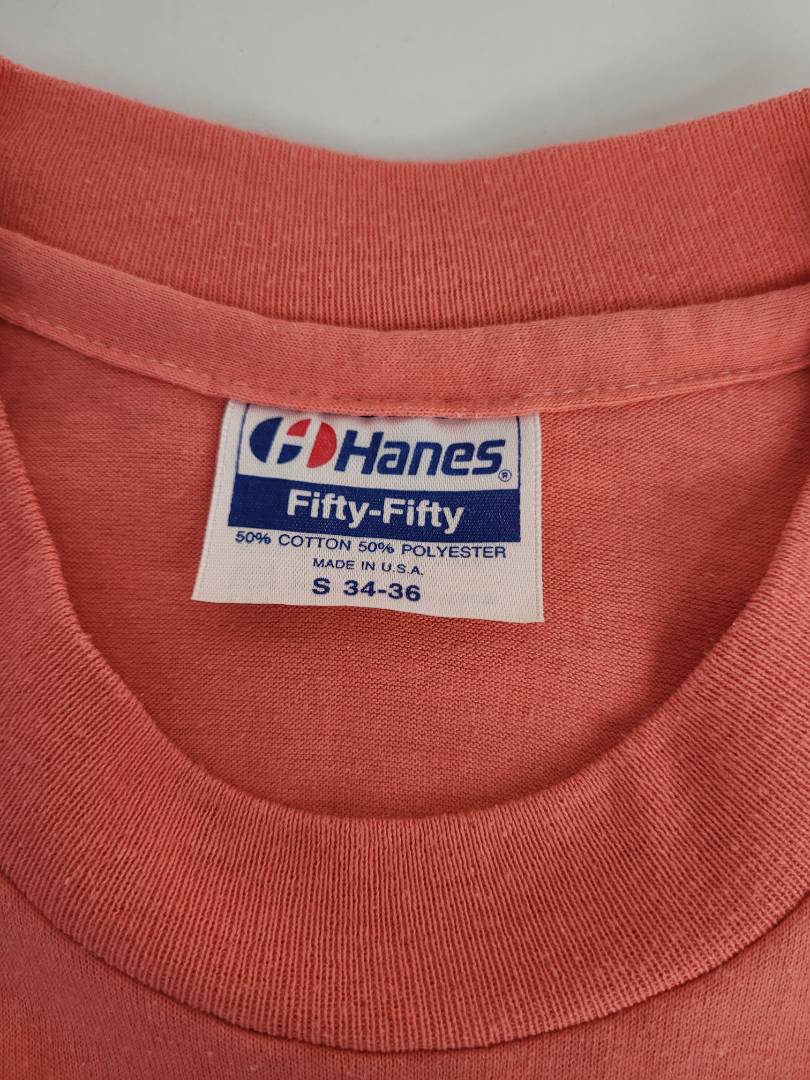 Hanes®
Fifty-Fifty
50% COTTON 50% POLYESTER
MADE IN U.S.A.
S 34-36